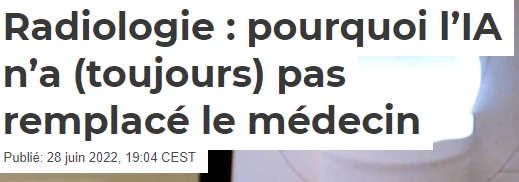 Radiologie : pourquoi l’IA
n’a (toujours) pas
remplacé le médecin
Publié: 28 juin 2022, 19:04 CEST